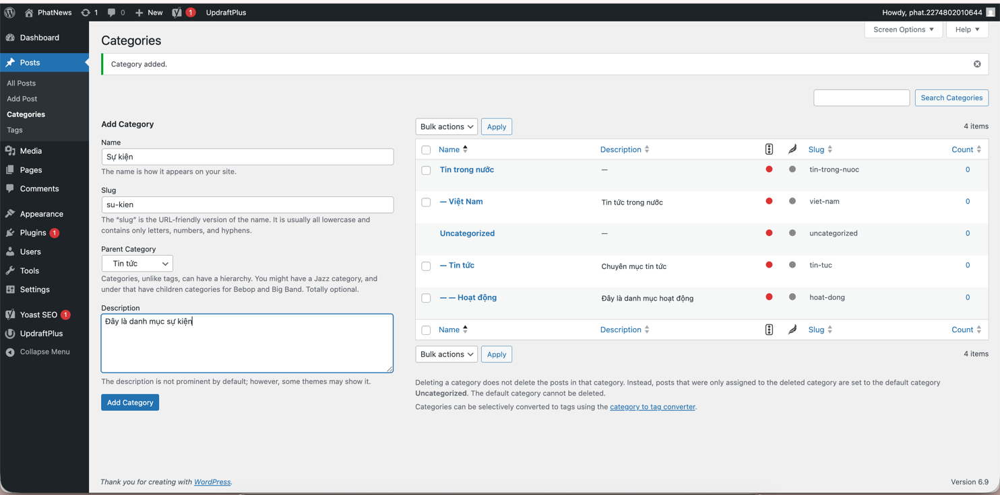 PhatNews 1 0 New 1 UpdraftPlus Howdy, phat.2274802010644
Screen Options Help
Dashboard
Posts
All Posts
Add Post
Categories
Tags
Media
Pages
Comments
Appearance
Plugins 1
Users
Tools
Settings
Yoast SEO 1
UpdraftPlus
Collapse Menu
Categories
Category added.
Search Categories
Add Category
Name
Sự kiện
The name is how it appears on your site.
Slug
su-kien
The “slug” is the URL-friendly version of the name. It is usually all lowercase and
contains only letters, numbers, and hyphens.
Parent Category
Tin tức
Categories, unlike tags, can have a hierarchy. You might have a Jazz category, and
under that have children categories for Bebop and Big Band. Totally optional.
Description
Đây là danh mục sự kiện
The description is not prominent by default; however, some themes may show it.
Add Category
Bulk actions Apply 4 items
Name Description Slug Count
Tin trong nước — tin-trong-nuoc 0
— Việt Nam Tin tức trong nước viet-nam 0
Uncategorized — uncategorized 0
— Tin tức Chuyên mục tin tức tin-tuc 0
— — Hoạt động Đây là danh mục hoạt động hoat-dong 0
Name Description Slug Count
Bulk actions Apply 4 items
Deleting a category does not delete the posts in that category. Instead, posts that were only assigned to the deleted category are set to the default category
Uncategorized. The default category cannot be deleted.
Categories can be selectively converted to tags using the category to tag converter.
Thank you for creating with WordPress. Version 6.9